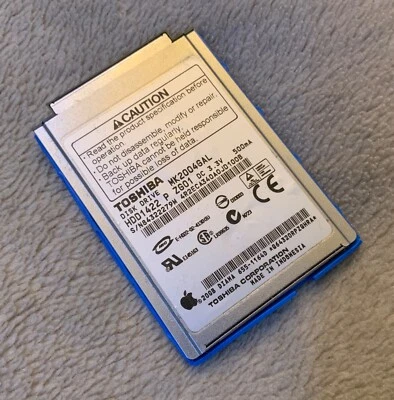 CAUTION
• Read the product specification before operation.
• Do not disassemble, modify or repair.
• Back up data regularly.
TOSHIBA cannot be held responsible
for possible loss of data.
TOSHIBA
DISK DRIVE MK2004GAL
HDD1422 P ZG01 DC 3.3V 500mA
TOSHIBA CORPORATION
MADE IN INDONESIA